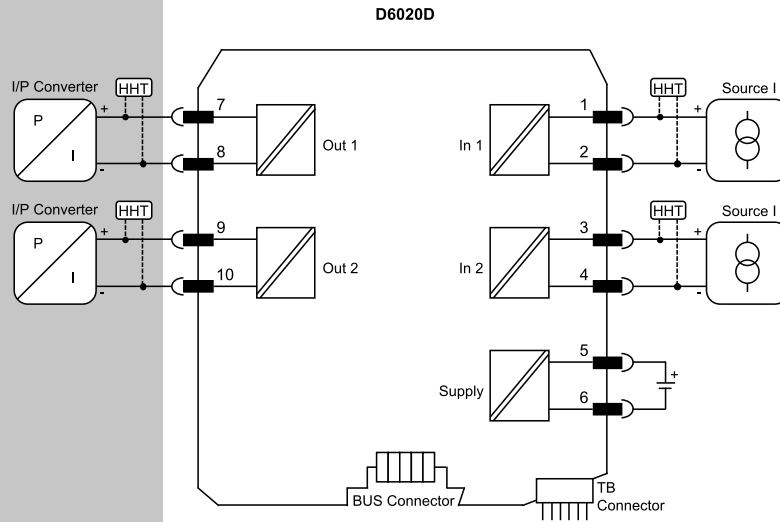 D6020D
I/P Converter
HHT
+
7
P
I
8
-
Out 1
I/P Converter
HHT
+
9
P
I
10
-
Out 2
1
HHT
Source I
+
In 1
2
-
3
HHT
Source I
+
In 2
4
-
5
+
Supply
6
BUS Connector
TB
Connector